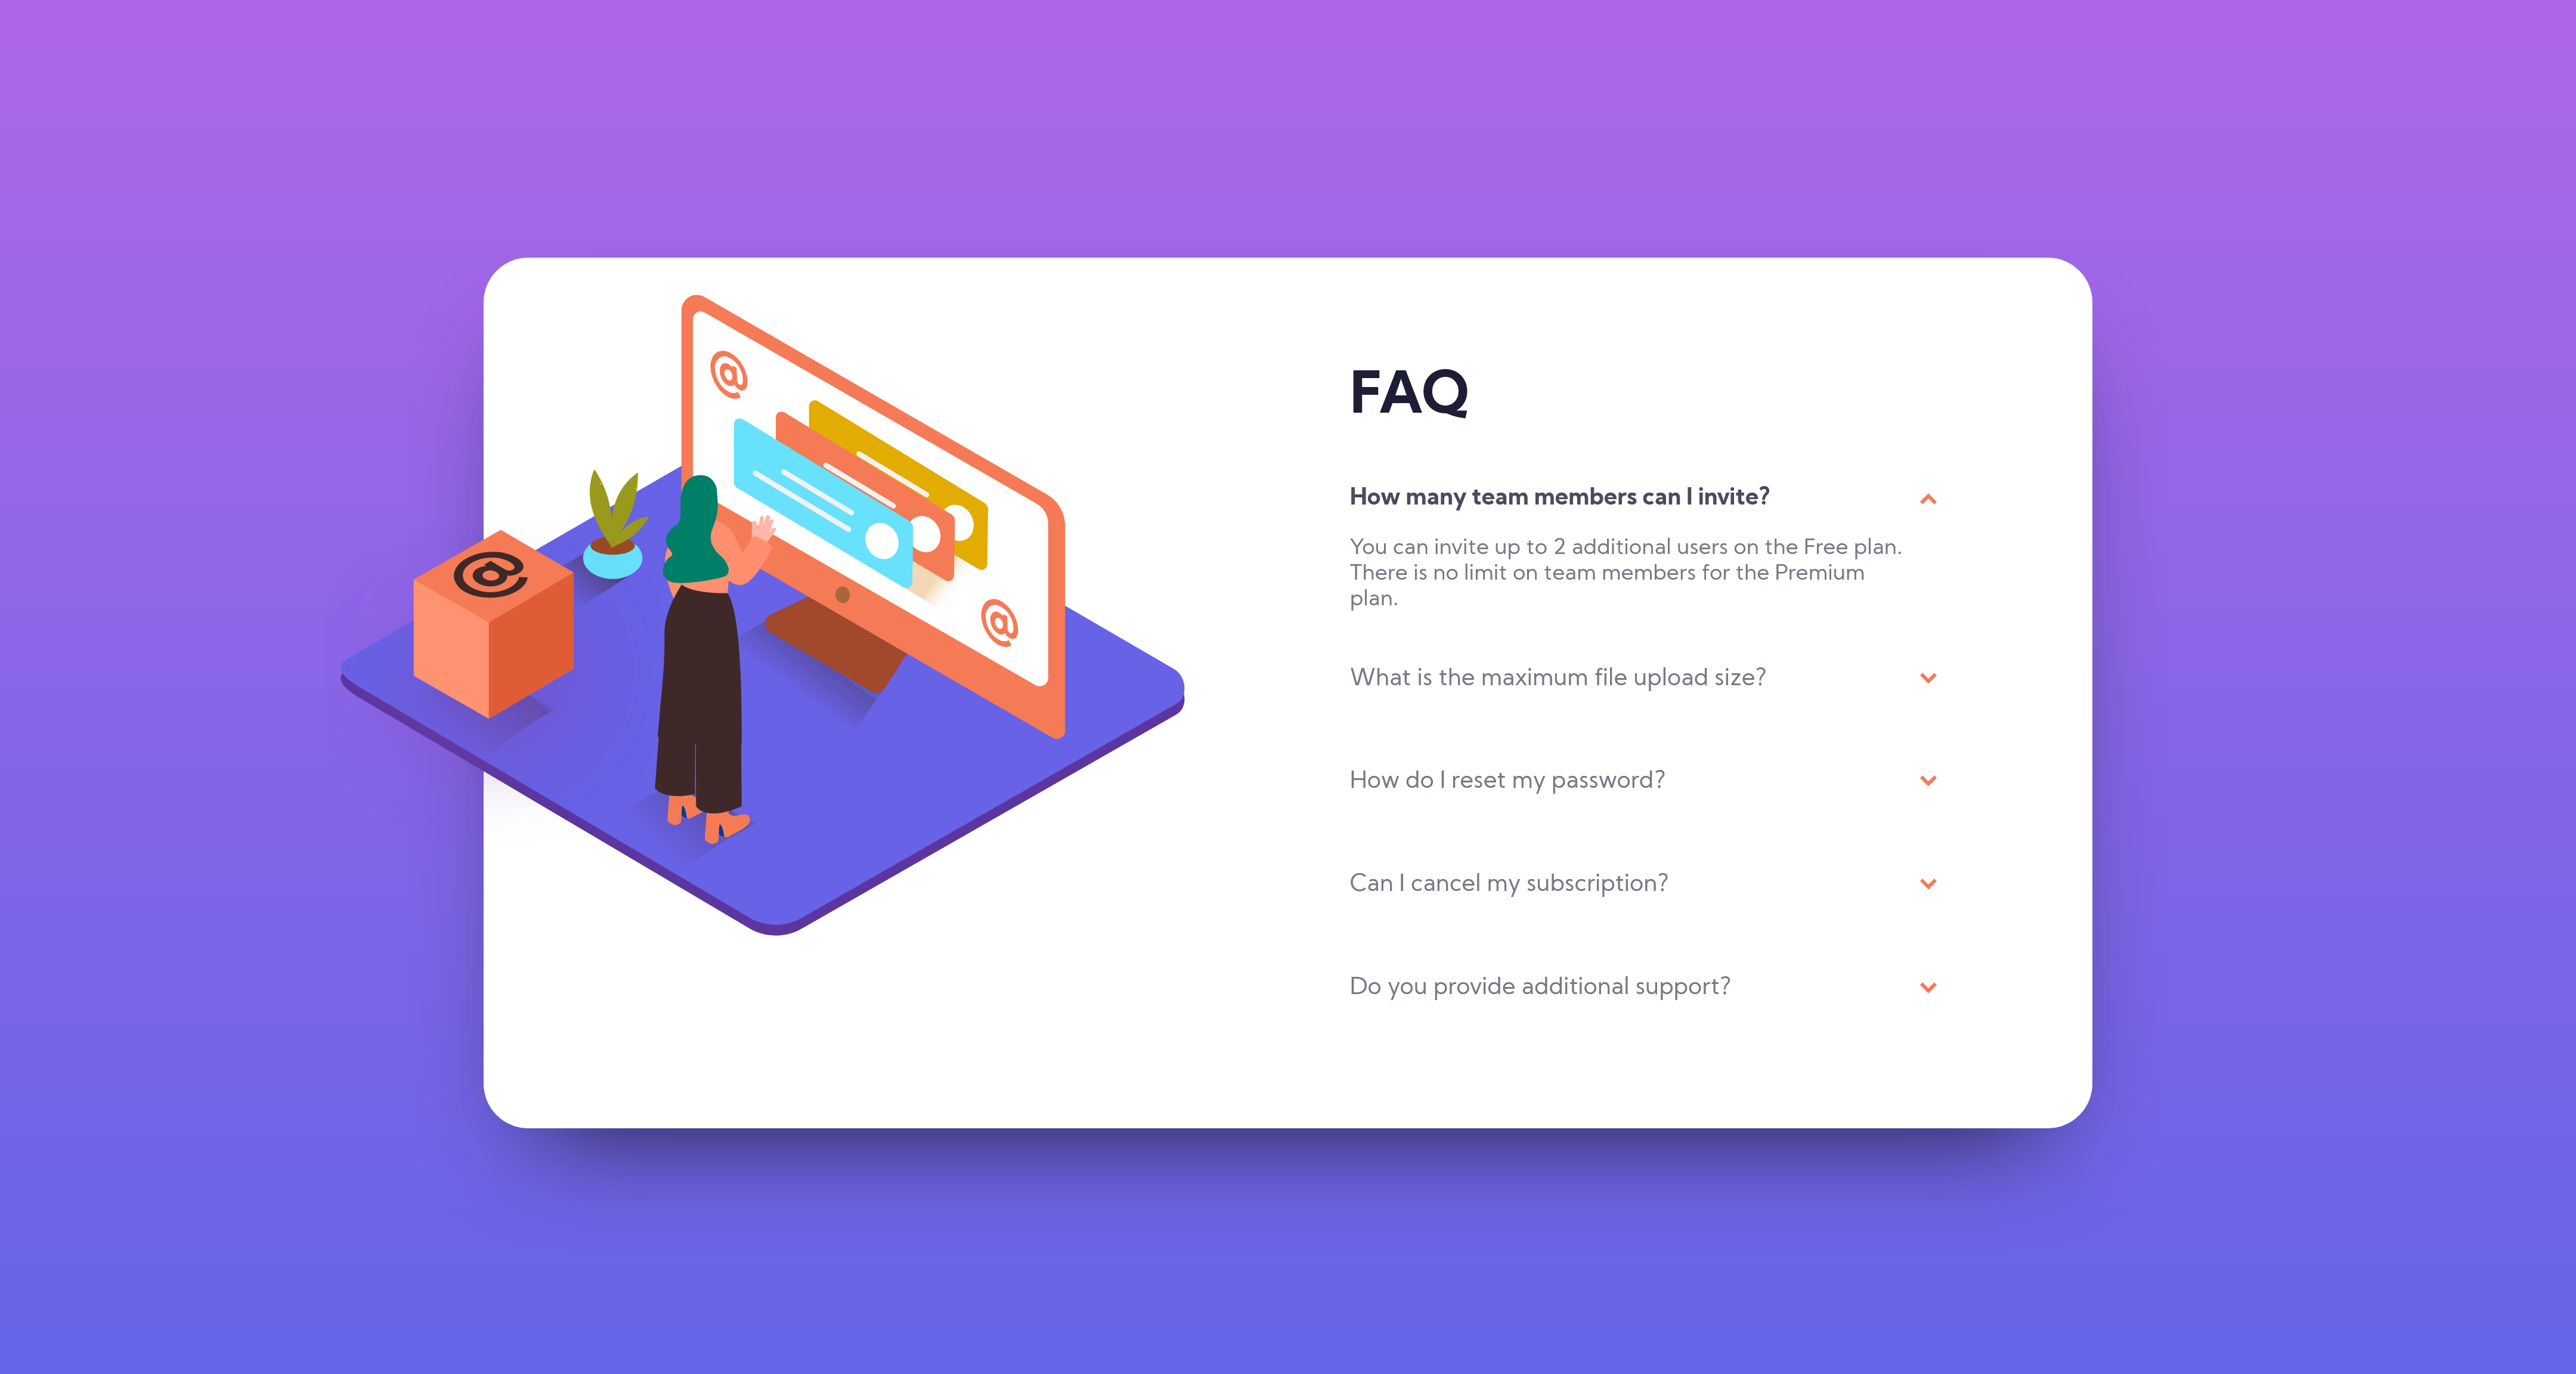 @
@
@
FAQ
How many team members can I invite?
You can invite up to 2 additional users on the Free plan.
There is no limit on team members for the Premium
plan.
What is the maximum file upload size?
How do I reset my password?
Can I cancel my subscription?
Do you provide additional support?